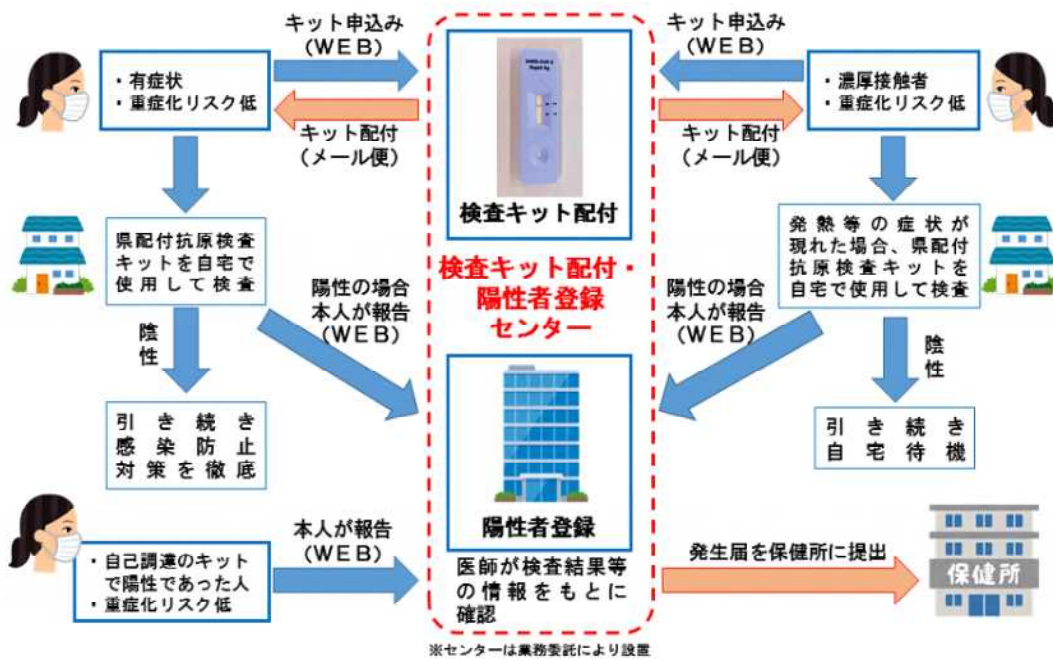 キット申込み
(WEB)
キット申込み
(WEB)
・有症状
・重症化リスク低
・濃厚接触者
・重症化リスク低
キット配付
(メール便)
キット配付
(メール便)
検査キット配付
県配付抗原検査
キットを自宅で
使用して検査
発熱等の症状が
現れた場合、県配付
抗原検査キットを
自宅で使用して検査
検査キット配付・
陽性者登録
センター
陽性の場合
本人が報告
(WEB)
陽性の場合
本人が報告
(WEB)
陰性
陰性
引き続き
感染防止
対策を徹底
引き続き
自宅待機
陽性者登録
本人が報告
(WEB)
・自己調達のキット
で陽性であった人
・重症化リスク低
医師が検査結果等
の情報をもとに
確認
発生届を保健所に提出
保健所
※センターは業務委託により設置